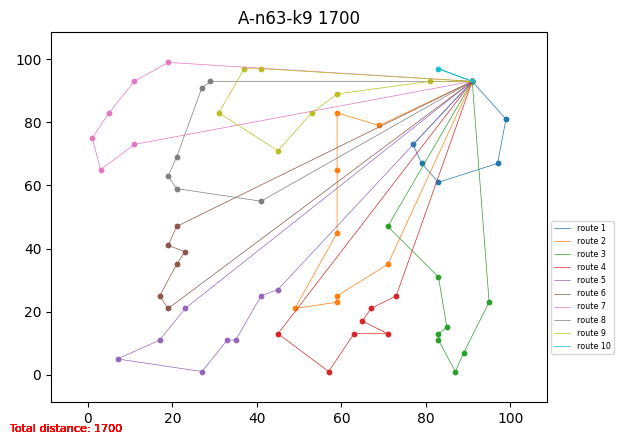 A-n63-k9 1700
100
80
60
40
20
0
0 20 40 60 80 100
route 1
route 2
route 3
route 4
route 5
route 6
route 7
route 8
route 9
route 10
Total distance: 1700